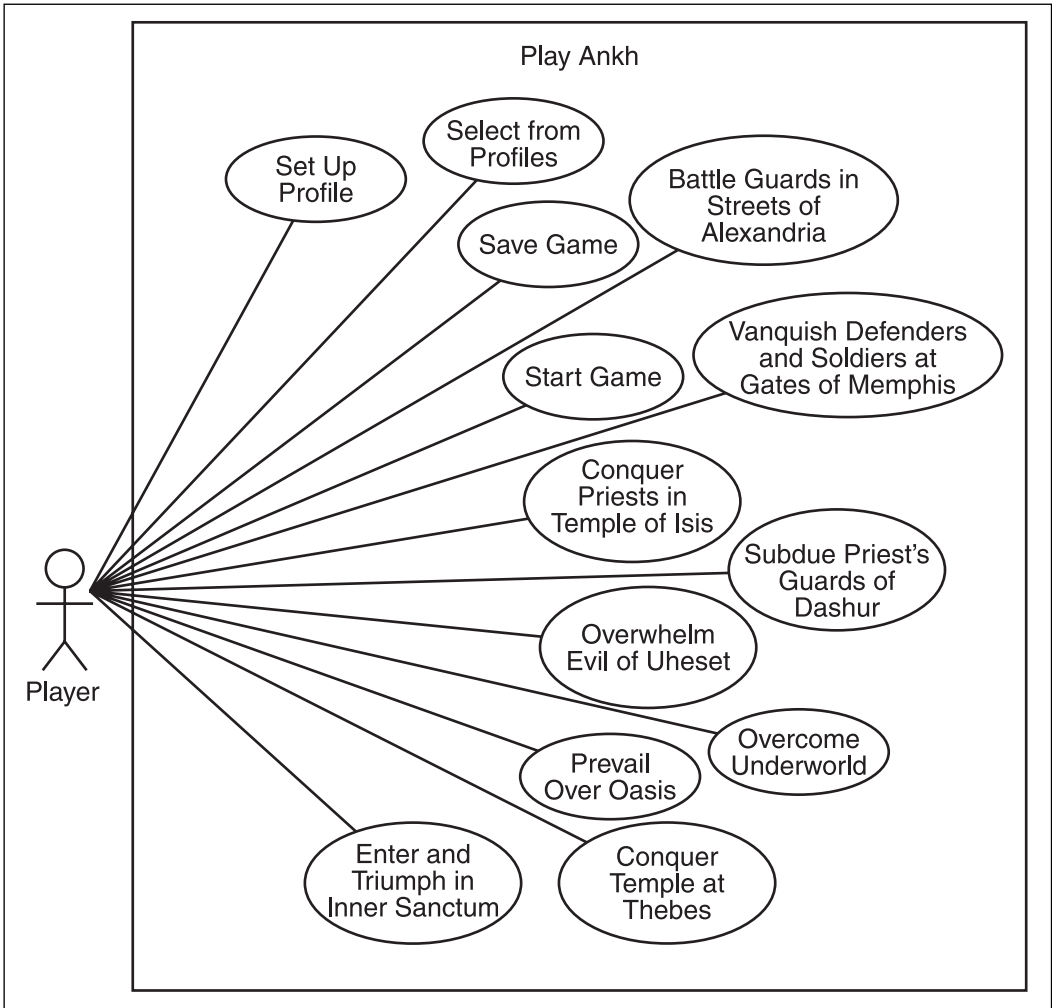 Play Ankh
Select from
Profiles
Set Up
Profile
Battle Guards in
Streets of
Alexandria
Save Game
Vanquish Defenders
and Soldiers at
Gates of Memphis
Start Game
Conquer
Priests in
Temple of Isis
Subdue Priest's
Guards of
Dashur
Overwhelm
Evil of Uheset
Player
Overcome
Underworld
Prevail
Over Oasis
Enter and
Triumph in
Inner Sanctum
Conquer
Temple at
Thebes